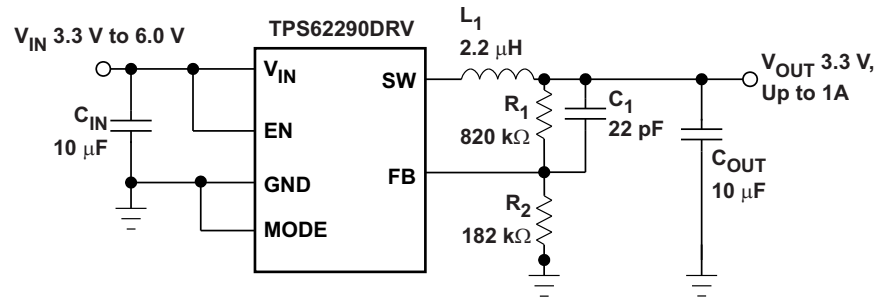 TPS62290DRV
V_IN 3.3 V to 6.0 V
L_1
2.2 μH
V_IN
SW
V_OUT 3.3 V,
Up to 1A
C_IN
10 μF
EN
R_1
820 kΩ
C_1
22 pF
C_OUT
10 μF
GND
FB
MODE
R_2
182 kΩ